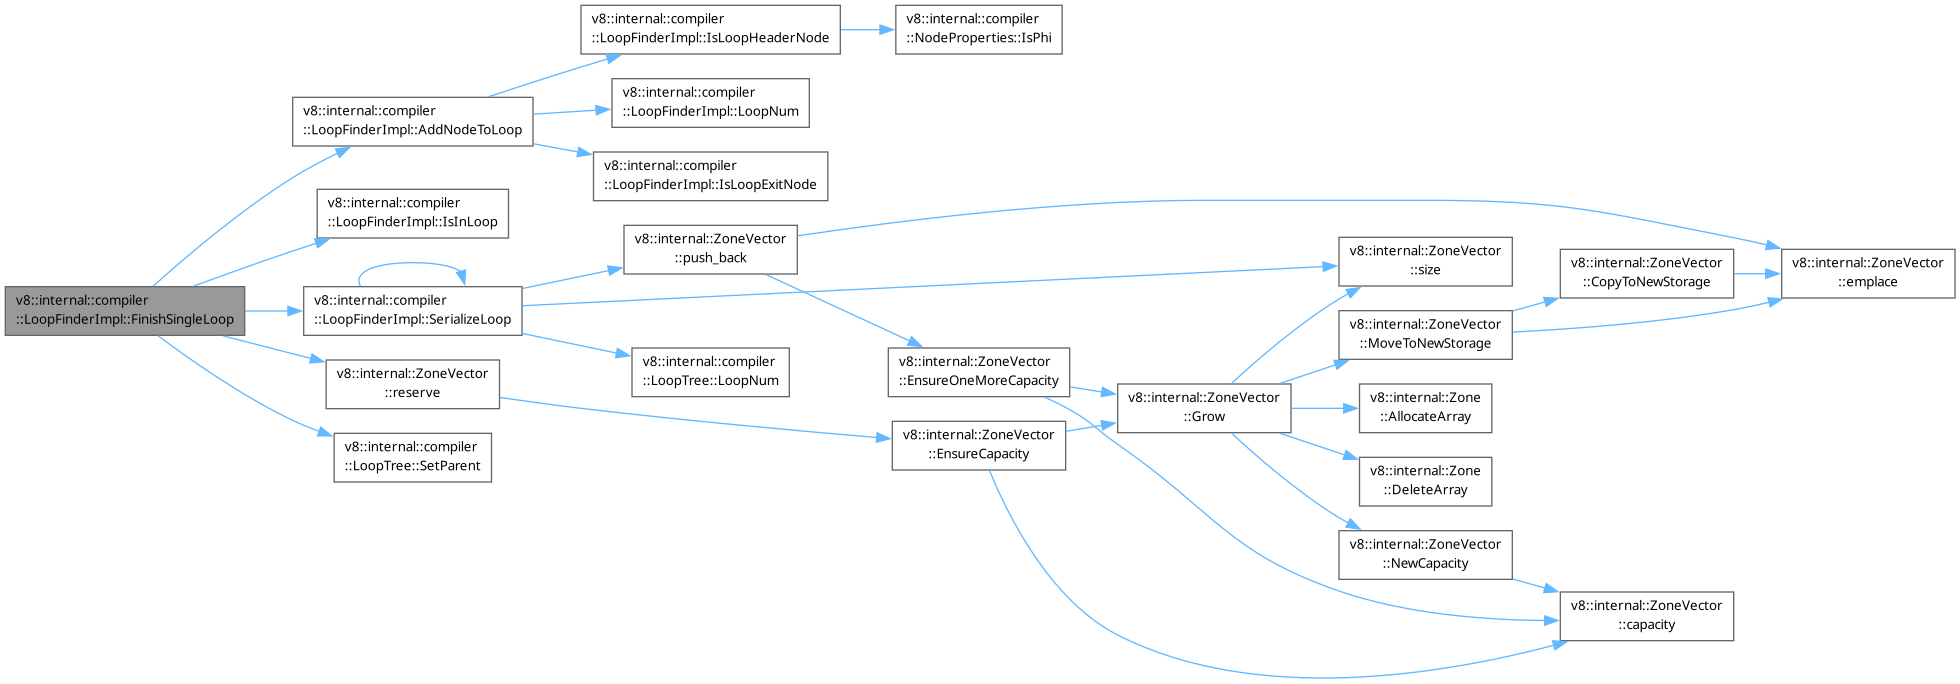 v8::internal::compiler
::LoopFinderImpl::FinishSingleLoop
v8::internal::compiler
::LoopFinderImpl::AddNodeToLoop
v8::internal::compiler
::LoopFinderImpl::IsLoopHeaderNode
v8::internal::compiler
::NodeProperties::IsPhi
v8::internal::compiler
::LoopFinderImpl::LoopNum
v8::internal::compiler
::LoopFinderImpl::IsLoopExitNode
v8::internal::compiler
::LoopFinderImpl::IsInLoop
v8::internal::compiler
::LoopFinderImpl::SerializeLoop
v8::internal::ZoneVector
::push_back
v8::internal::compiler
::LoopTree::LoopNum
v8::internal::ZoneVector
::reserve
v8::internal::compiler
::LoopTree::SetParent
v8::internal::ZoneVector
::EnsureOneMoreCapacity
v8::internal::ZoneVector
::EnsureCapacity
v8::internal::ZoneVector
::Grow
v8::internal::ZoneVector
::size
v8::internal::ZoneVector
::MoveToNewStorage
v8::internal::Zone
::AllocateArray
v8::internal::Zone
::DeleteArray
v8::internal::ZoneVector
::NewCapacity
v8::internal::ZoneVector
::CopyToNewStorage
v8::internal::ZoneVector
::emplace
v8::internal::ZoneVector
::capacity